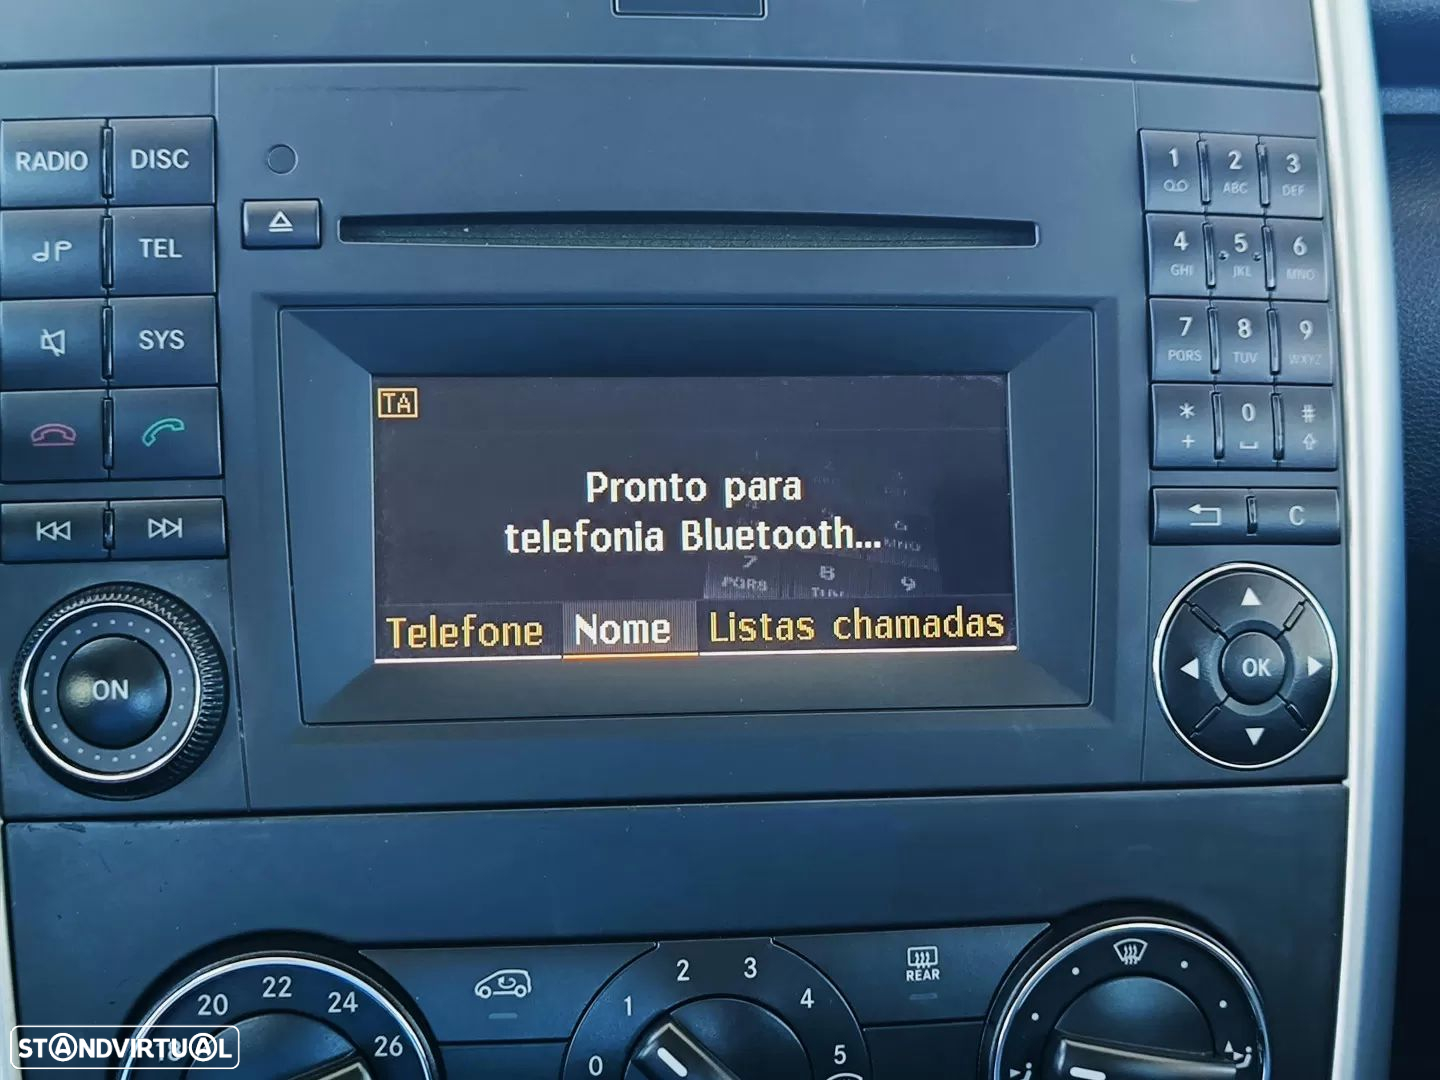 RADIO DISC
TEL
SYS
1 2 ABC 3 DEF
4 GHI 5 JKL 6 MNO
7 PQRS 8 TUV 9 WXYZ
* + 0 #
C
TA
Pronto para
telefonia Bluetooth...
Telefone Nome Listas chamadas
ON
OK
18 20 22 24 26
0 1 2 3 4 5
REAR
STANDVIRTUAL